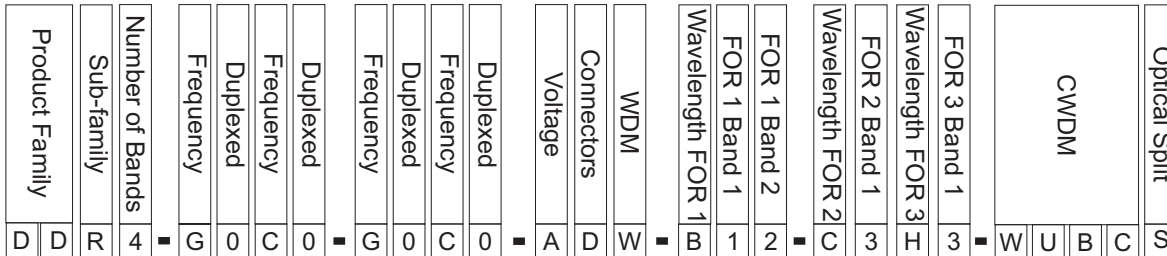 Product Family
Sub-family
Number of Bands
Frequency
Duplexed
Frequency
Duplexed
Frequency
Duplexed
Frequency
Duplexed
Voltage
Connectors
WDM
Wavelength FOR 1
FOR 1 Band 1
FOR 1 Band 2
Wavelength FOR 2
FOR 2 Band 1
Wavelength FOR 3
FOR 3 Band 1
CWDM
Optical Split
D D R 4 - G 0 C 0 - G 0 C 0 - A D W - B 1 2 - C 3 H 3 - W U B C S